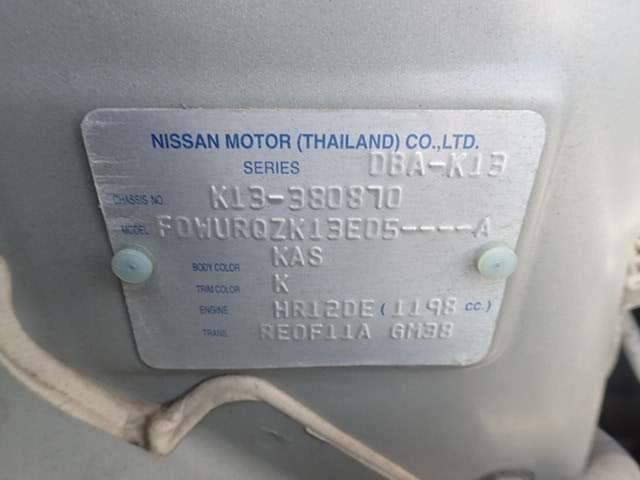 NISSAN MOTOR (THAILAND) CO.,LTD.
SERIES DBA-K13
CHASSIS NO. K13-380870
MODEL FDWURQZK13EDS----A
BODY COLOR KAS
TRIM COLOR K
ENGINE HR12DE (1198 CC.)
TRANS. RE0F11A GM38